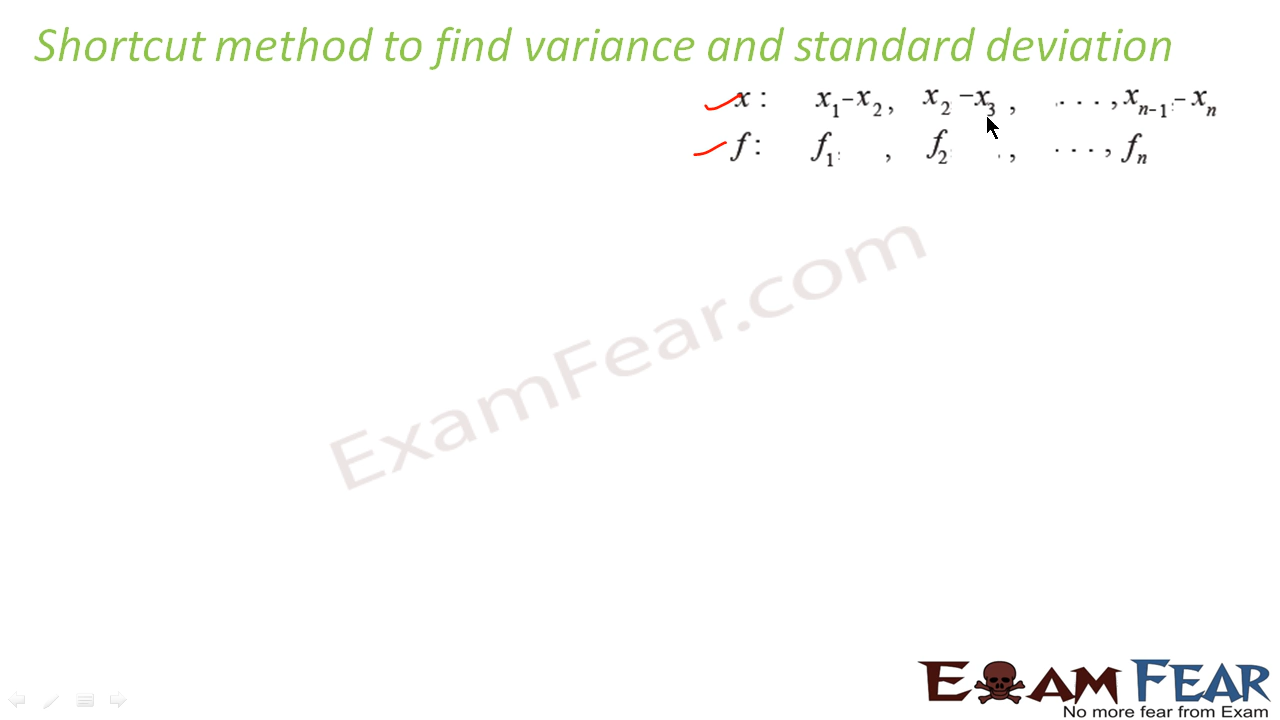 Shortcut method to find variance and standard deviation
x : x₁–x₂ , x₂ –x₃ , . . . , xₙ₋₁ – xₙ
f : f₁ , f₂ , . . . , fₙ
ExamFear.com
EXAM FEAR
No more fear from Exam